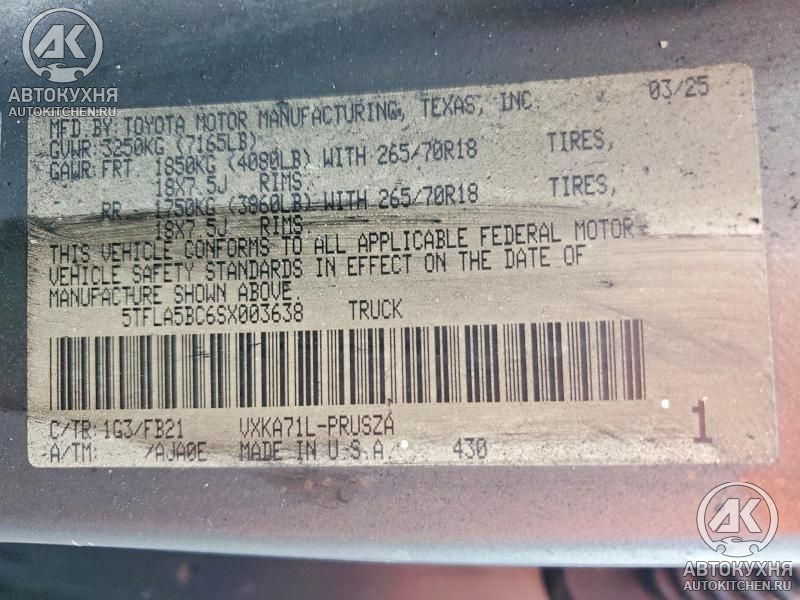 АК
АВТОКУХНЯ
AUTOKITCHEN.RU
MFD.BY:TOYOTA MOTOR MANUFACTURING, TEXAS, INC. 03/25
GVWR:3250KG (7165LB)
GAWR:FRT 1850KG (4080LB) WITH 265/70R18 TIRES,
18X7.5J RIMS,
RR 1750KG (3860LB) WITH 265/70R18 TIRES,
18X7.5J RIMS,
THIS VEHICLE CONFORMS TO ALL APPLICABLE FEDERAL MOTOR
VEHICLE SAFETY STANDARDS IN EFFECT ON THE DATE OF
MANUFACTURE SHOWN ABOVE.
5TFLA5BC6SX003638 TRUCK
C/TR:1G3/FB21 VXKA71L-PRUSZA 1
A/TM: /AJA0E MADE IN U.S.A 430
АК
АВТОКУХНЯ
AUTOKITCHEN.RU